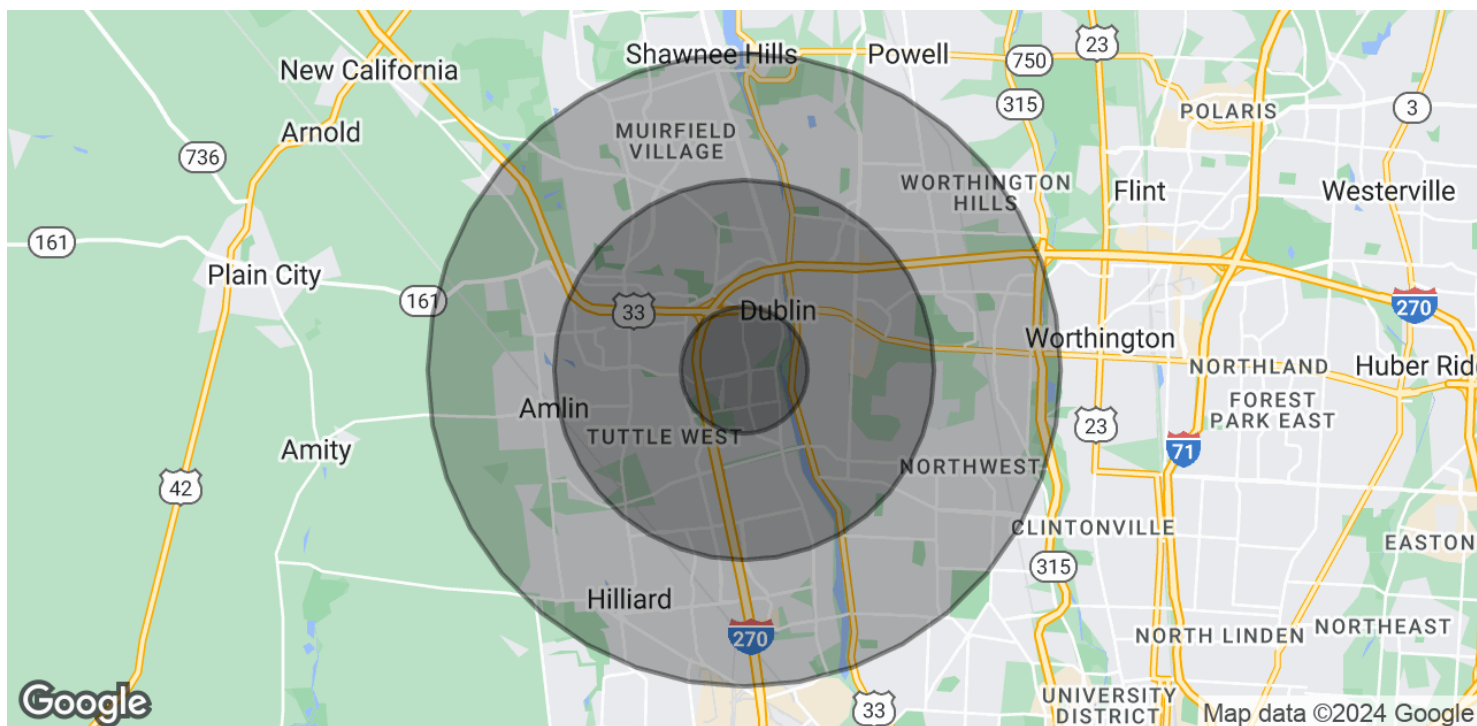 23
Shawnee Hills
Powell
750
New California
315
POLARIS
3
Arnold
MUIRFIELD
VILLAGE
736
WORTHINGTON
HILLS
Flint
Westerville
161
Plain City
161
33
Dublin
270
Worthington
NORTHLAND
Huber Rid
FOREST
PARK EAST
Amlin
TUTTLE WEST
23
Amity
71
NORTHWEST
42
CLINTONVILLE
EASTON
315
Hilliard
270
NORTH LINDEN
NORTHEAST
Google
33
UNIVERSITY
DISTRICT
Map data ©2024 Google